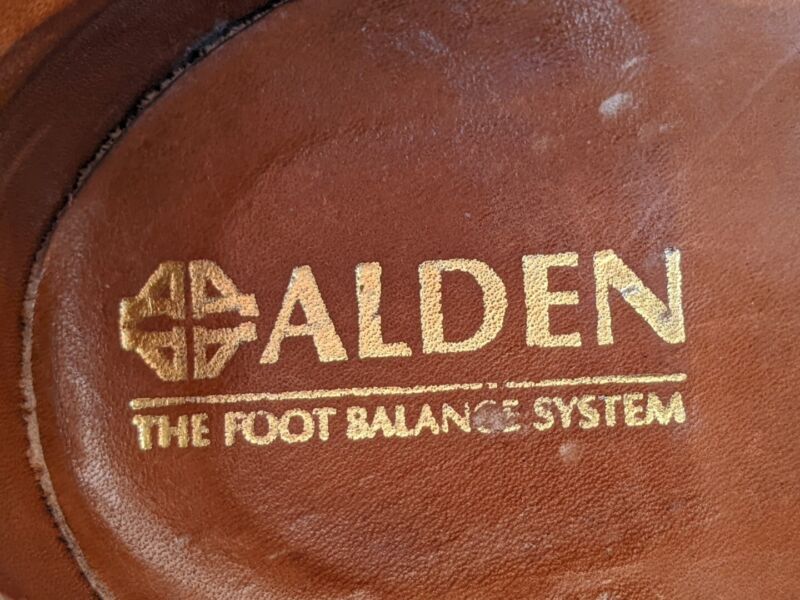 ALDEN
THE FOOT BALANCE SYSTEM